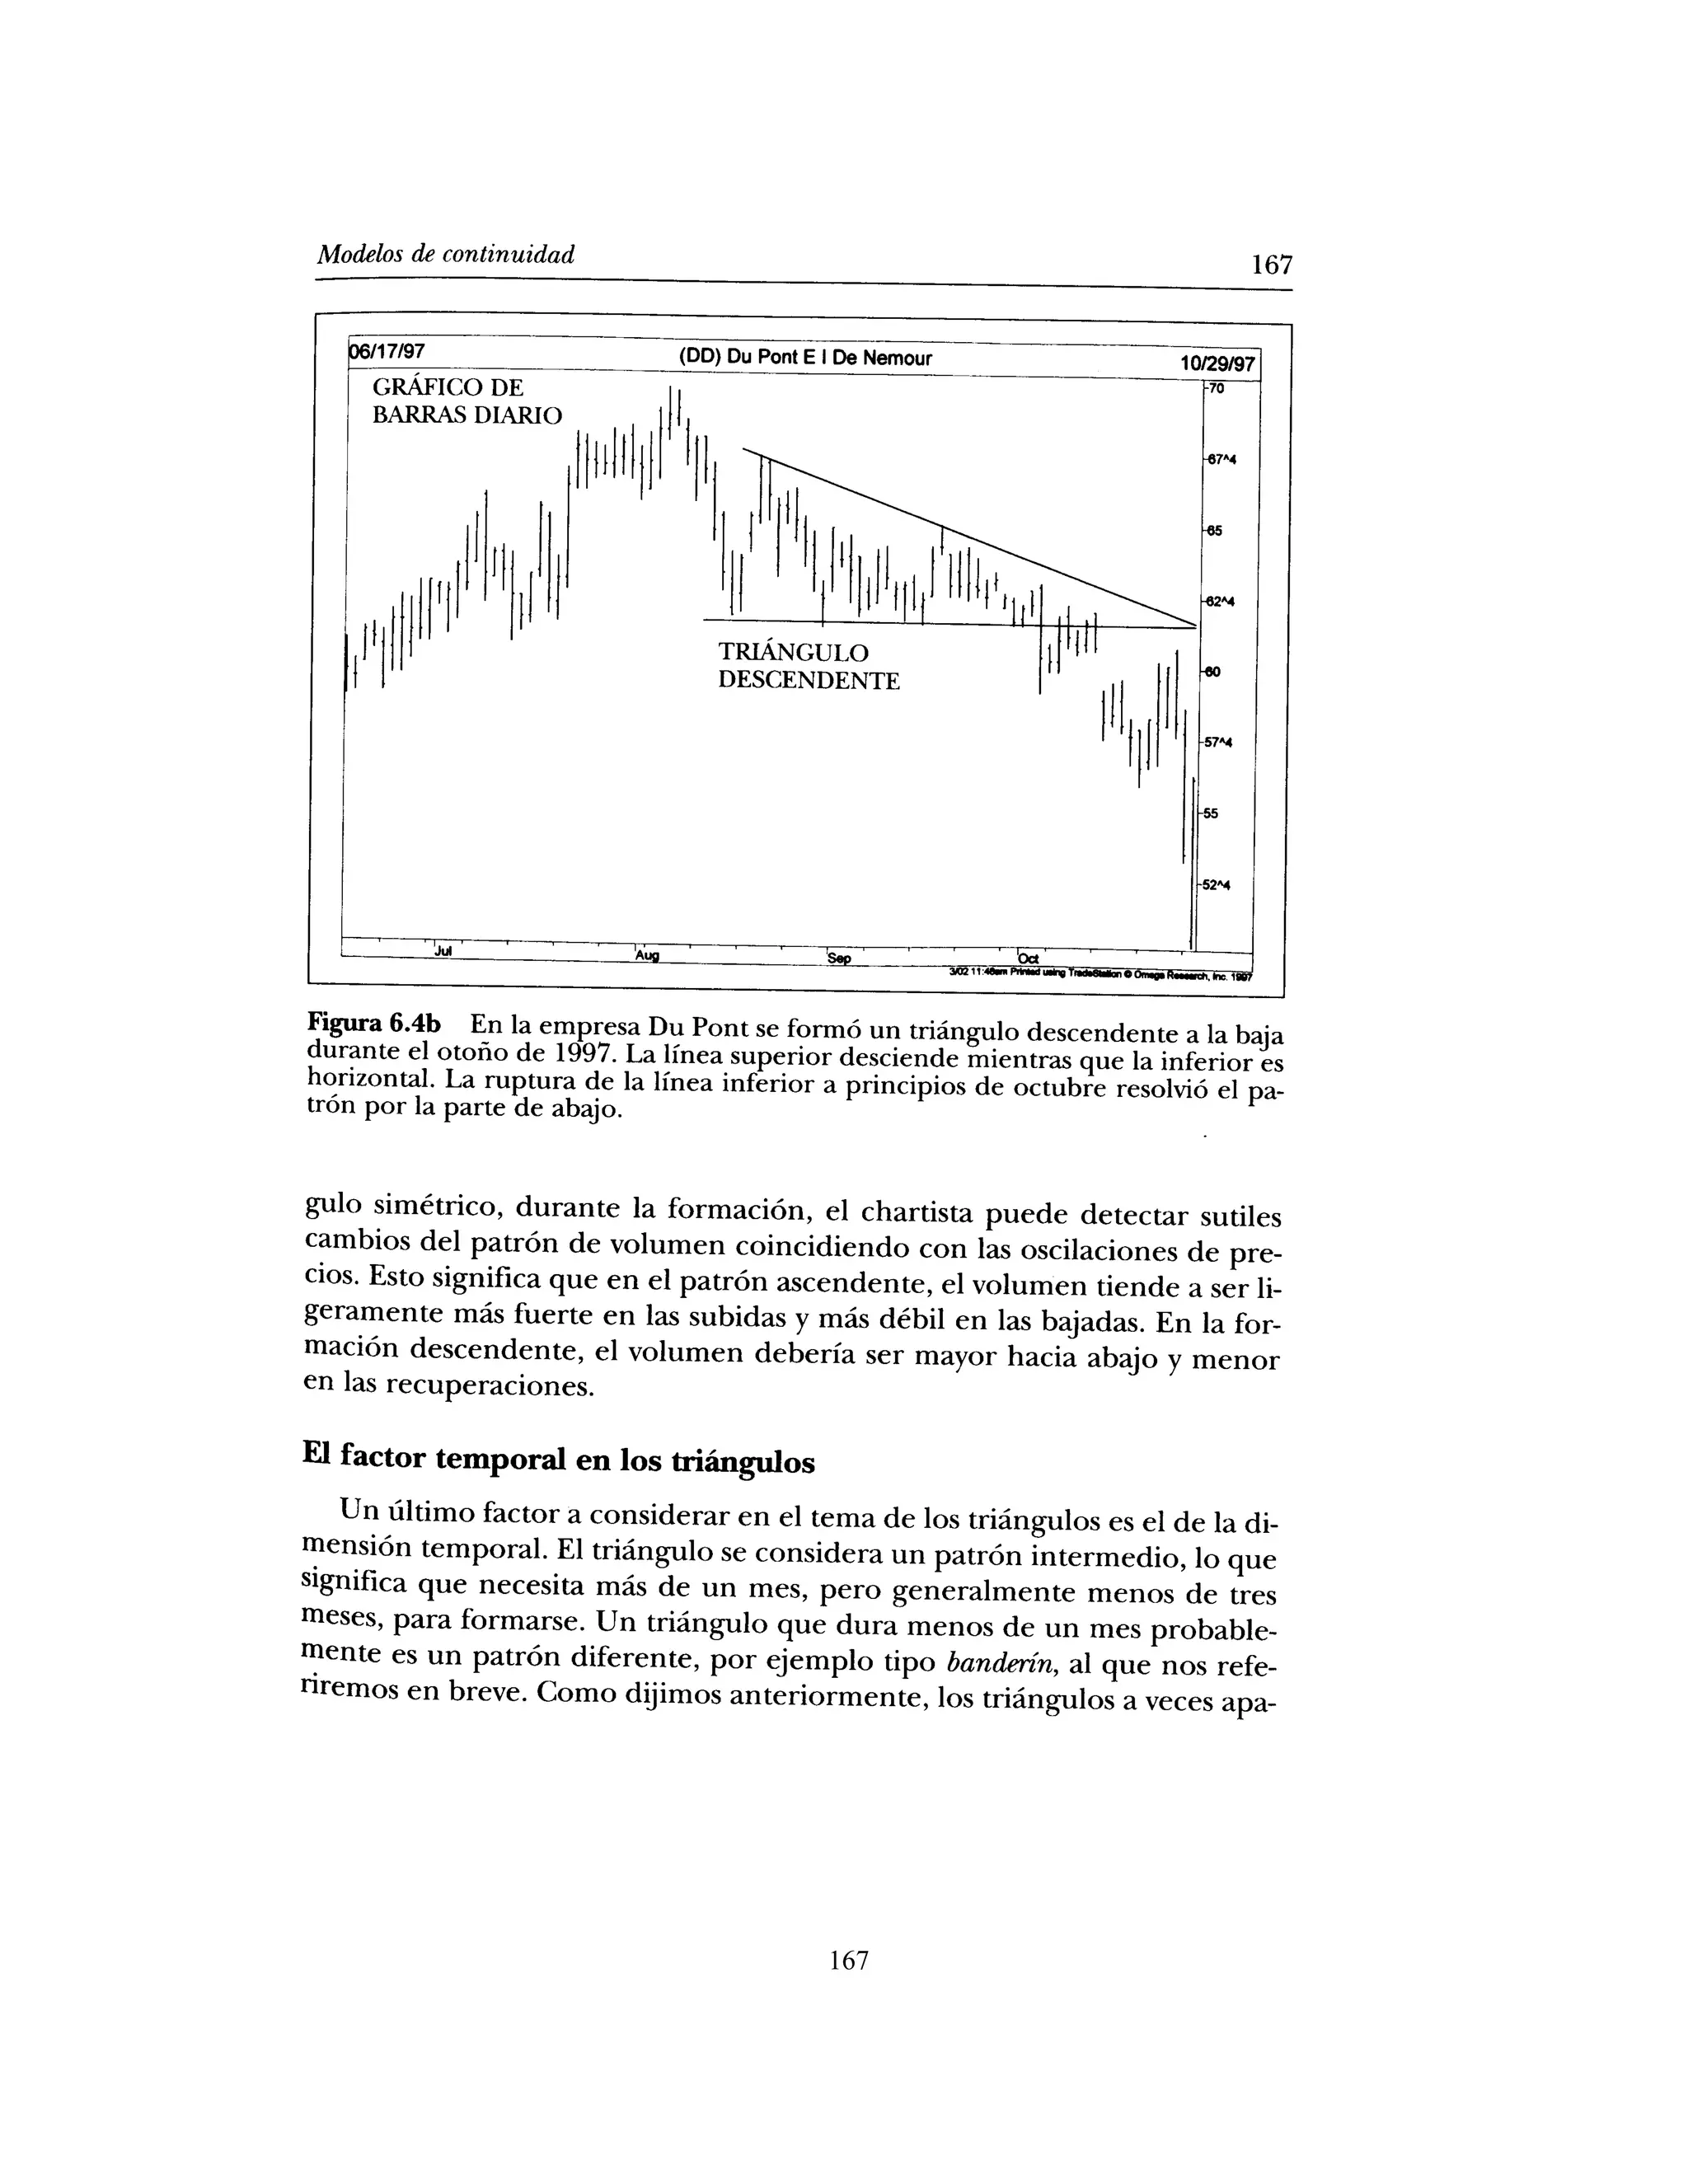 Modelos de continuidad
167
06/17/97
(DD) Du Pont E I De Nemour
10/29/97
GRÁFICO DE
BARRAS DIARIO
70
67^4
65
62^4
TRIÁNGULO
DESCENDENTE
60
57^4
55
52^4
Jul
Aug
Sep
Oct
3/02 11:46am Printed using TradeStation © Omega Research, Inc. 1997
Figura 6.4b En la empresa Du Pont se formó un triángulo descendente a la baja
durante el otoño de 1997. La línea superior desciende mientras que la inferior es
horizontal. La ruptura de la línea inferior a principios de octubre resolvió el pa-
trón por la parte de abajo.
gulo simétrico, durante la formación, el chartista puede detectar sutiles
cambios del patrón de volumen coincidiendo con las oscilaciones de pre-
cios. Esto significa que en el patrón ascendente, el volumen tiende a ser li-
geramente más fuerte en las subidas y más débil en las bajadas. En la for-
mación descendente, el volumen debería ser mayor hacia abajo y menor
en las recuperaciones.
El factor temporal en los triángulos
Un último factor a considerar en el tema de los triángulos es el de la di-
mensión temporal. El triángulo se considera un patrón intermedio, lo que
significa que necesita más de un mes, pero generalmente menos de tres
meses, para formarse. Un triángulo que dura menos de un mes probable-
mente es un patrón diferente, por ejemplo tipo banderín, al que nos refe-
riremos en breve. Como dijimos anteriormente, los triángulos a veces apa-
167